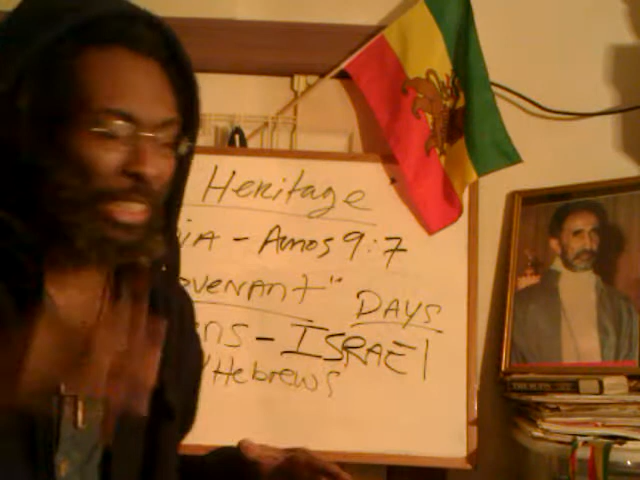 Heritage
iA - Amos 9:7
ovenant" DAYS
ns - ISRAEl
"Hebrews